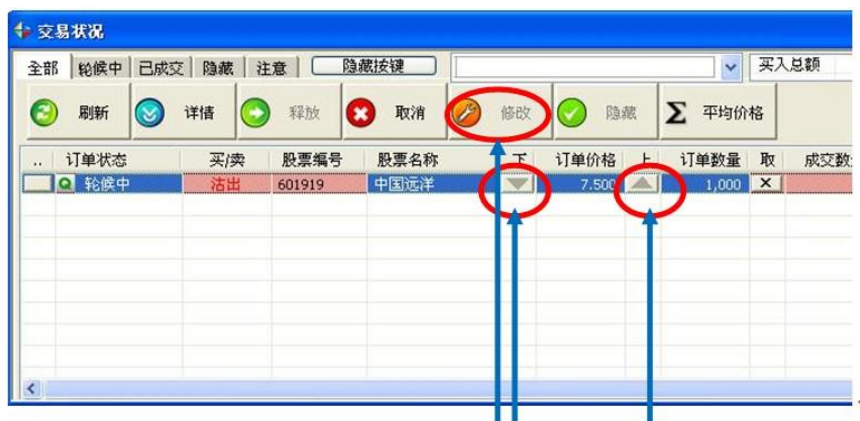 交易状况
全部 轮候中 已成交 隐藏 注意 隐藏按键 买入总额
刷新 详情 释放 取消 修改 隐藏 Σ 平均价格
.. 订单状态 买/卖 股票编号 股票名称 下 订单价格 上 订单数量 取 成交数
Q 轮候中 沽出 601919 中国远洋 7.500 1,000 ×